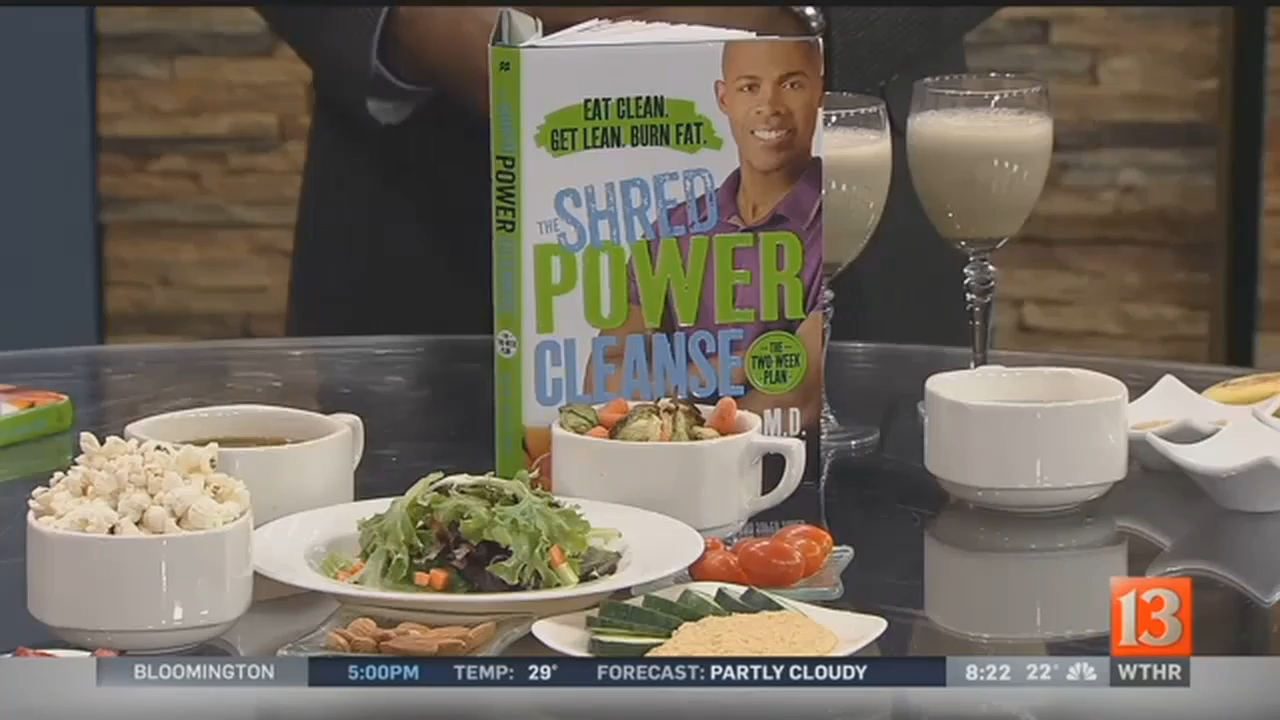 EAT CLEAN.
GET LEAN. BURN FAT.
THE SHRED
POWER
CLEANSE
THE
TWO-WEEK
PLAN
M.D.
POWER
13
WTHR
BLOOMINGTON 5:00PM TEMP: 29° FORECAST: PARTLY CLOUDY 8:22 22°